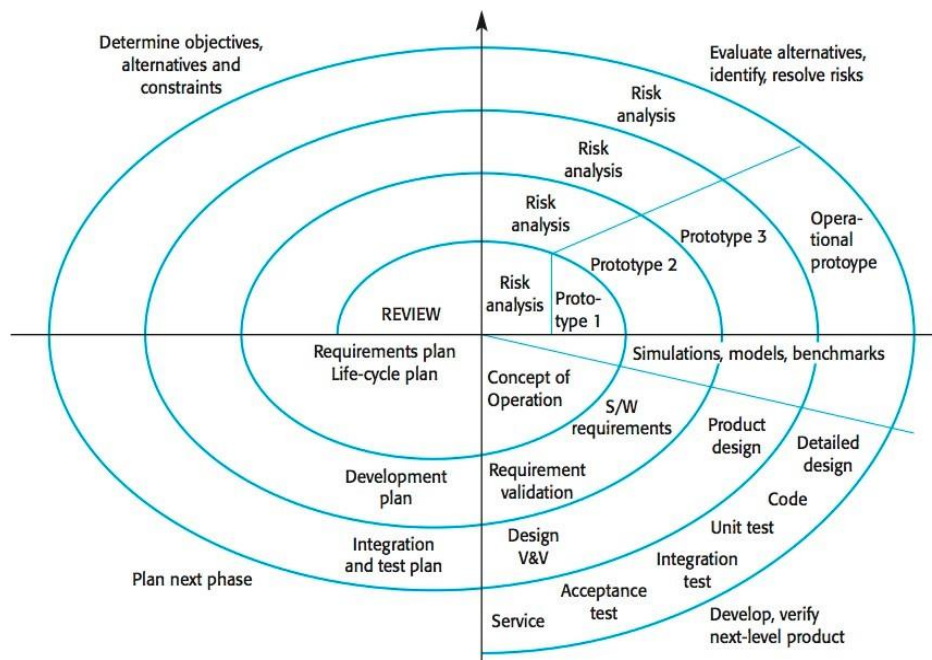 Determine objectives,
alternatives and
constraints
Evaluate alternatives,
identify, resolve risks
Risk
analysis
Risk
analysis
Risk
analysis
Risk
analysis
Proto-
type 1
Prototype 2
Prototype 3
Opera-
tional
protoype
REVIEW
Requirements plan
Life-cycle plan
Simulations, models, benchmarks
Concept of
Operation
S/W
requirements
Product
design
Detailed
design
Development
plan
Requirement
validation
Code
Unit test
Integration
and test plan
Design
V&V
Integration
test
Plan next phase
Acceptance
test
Service
Develop, verify
next-level product